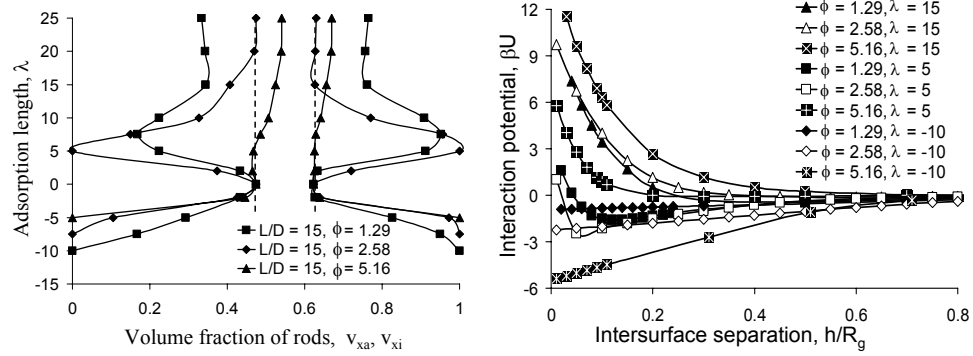 Adsorption length, λ
25
20
15
10
5
0
-5
-10
-15
0
0.2
0.4
0.6
0.8
1
L/D = 15, ϕ= 1.29
L/D = 15, ϕ= 2.58
L/D = 15, ϕ= 5.16
Volume fraction of rods, v_xa, v_xi
Interaction potential, βU
12
9
6
3
0
-3
-6
0.0
0.2
0.4
0.6
0.8
ϕ = 1.29, λ = 15
ϕ = 2.58, λ = 15
ϕ = 5.16, λ = 15
ϕ = 1.29, λ = 5
ϕ = 2.58, λ = 5
ϕ = 5.16, λ = 5
ϕ = 1.29, λ = -10
ϕ = 2.58, λ = -10
ϕ = 5.16, λ = -10
Intersurface separation, h/R_g